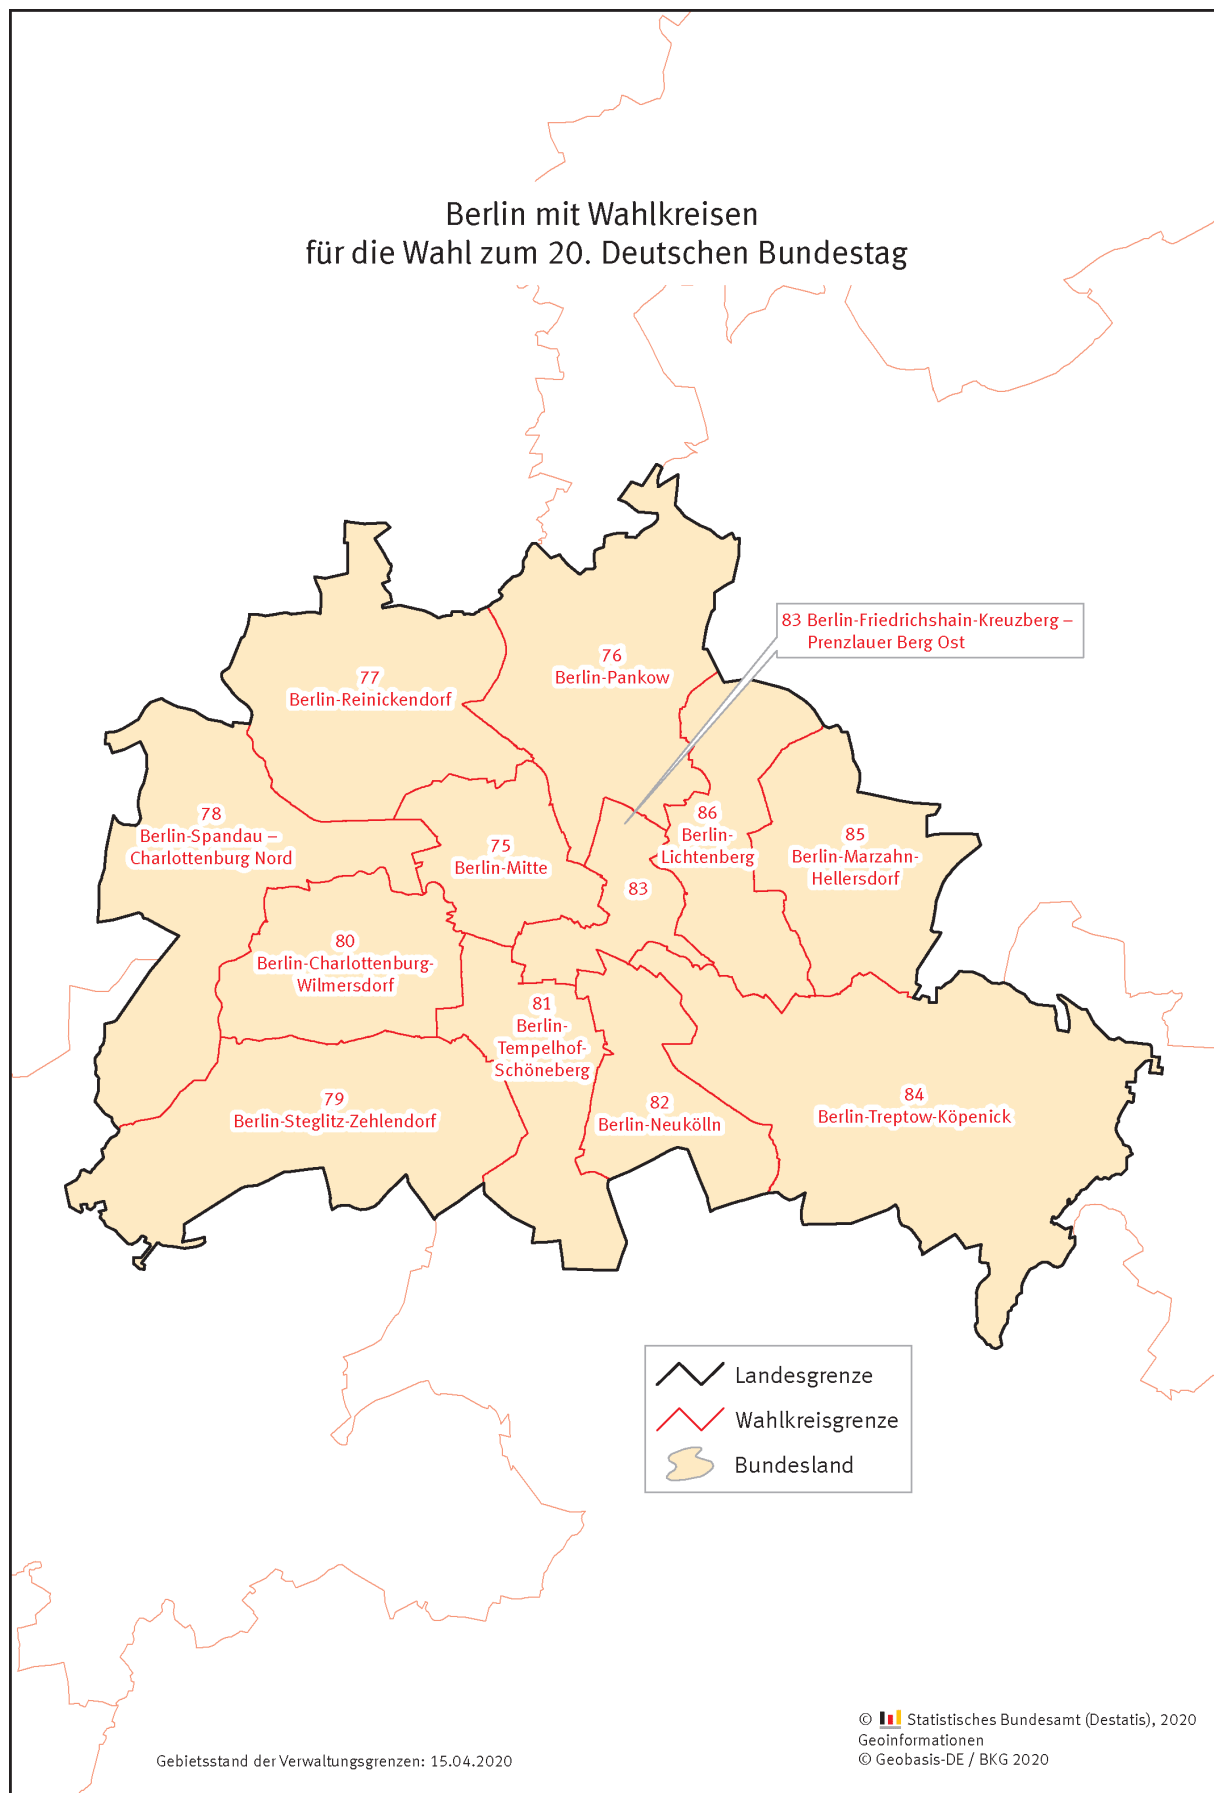 Berlin mit Wahlkreisen
für die Wahl zum 20. Deutschen Bundestag
83 Berlin-Friedrichshain-Kreuzberg –
Prenzlauer Berg Ost
76
Berlin-Pankow
77
Berlin-Reinickendorf
78
Berlin-Spandau –
Charlottenburg Nord
75
Berlin-Mitte
86
Berlin-
Lichtenberg
85
Berlin-Marzahn-
Hellersdorf
83
80
Berlin-Charlottenburg-
Wilmersdorf
81
Berlin-
Tempelhof-
Schöneberg
79
Berlin-Steglitz-Zehlendorf
82
Berlin-Neukölln
84
Berlin-Treptow-Köpenick
Landesgrenze
Wahlkreisgrenze
Bundesland
Gebietsstand der Verwaltungsgrenzen: 15.04.2020
© Statistisches Bundesamt (Destatis), 2020
Geoinformationen
© Geobasis-DE / BKG 2020